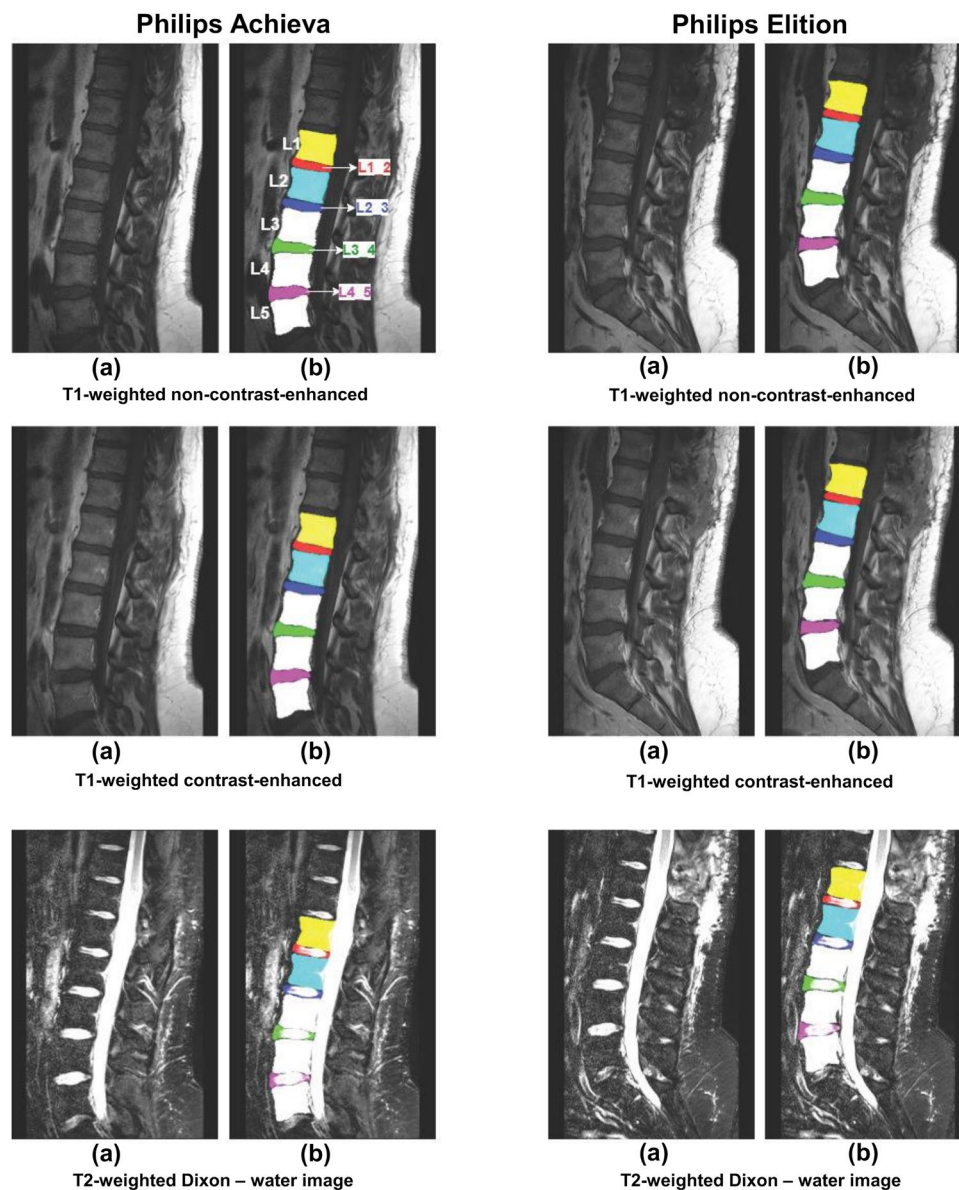 Philips Achieva
Philips Elition
L1
L1_2
L2
L2_3
L3
L3_4
L4
L4_5
L5
(a)
(b)
(a)
(b)
T1-weighted non-contrast-enhanced
T1-weighted non-contrast-enhanced
(a)
(b)
(a)
(b)
T1-weighted contrast-enhanced
T1-weighted contrast-enhanced
(a)
(b)
(a)
(b)
T2-weighted Dixon – water image
T2-weighted Dixon – water image